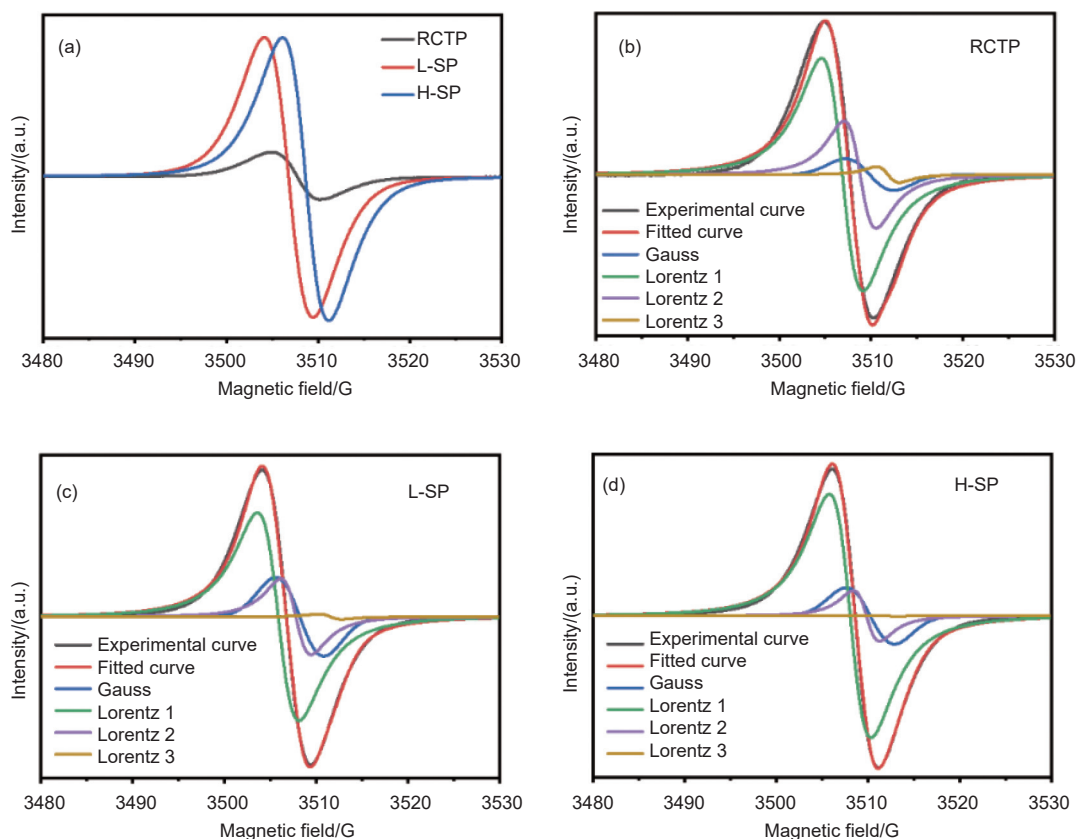 (a)
RCTP
L-SP
H-SP
Intensity/(a.u.)
3480 3490 3500 3510 3520 3530
Magnetic field/G
(b)
RCTP
Intensity/(a.u.)
Experimental curve
Fitted curve
Gauss
Lorentz 1
Lorentz 2
Lorentz 3
3480 3490 3500 3510 3520 3530
Magnetic field/G
(c)
L-SP
Intensity/(a.u.)
Experimental curve
Fitted curve
Gauss
Lorentz 1
Lorentz 2
Lorentz 3
3480 3490 3500 3510 3520 3530
Magnetic field/G
(d)
H-SP
Intensity/(a.u.)
Experimental curve
Fitted curve
Gauss
Lorentz 1
Lorentz 2
Lorentz 3
3480 3490 3500 3510 3520 3530
Magnetic field/G